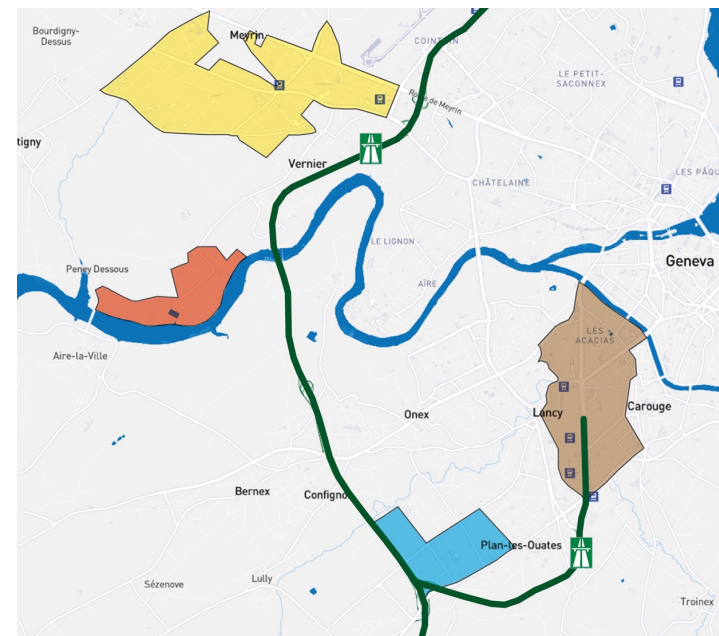 Bourdigny-
Dessus
Meyrin
COINTRIN
LE PETIT-
SACONNEX
Route de Meyrin
tigny
Vernier
CHÂTELAINE
LES PÂQU
LE LIGNON
Geneva
Peney Dessous
AÏRE
LES
ACACIAS
Aire-la-Ville
Onex
Lancy
Carouge
Bernex
Confignon
Plan-les-Ouates
Sézenove
Lully
Troinex